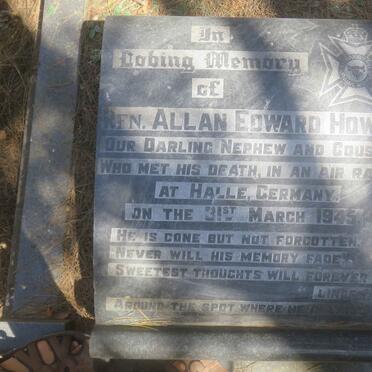 In
Loving Memory
of
RFN. ALLAN EDWARD HOW
OUR DARLING NEPHEW AND COUS
WHO MET HIS DEATH, IN AN AIR RA
AT HALLE, GERMANY.
ON THE 31ST MARCH 1945
HE IS GONE BUT NOT FORGOTTEN.
NEVER WILL HIS MEMORY FADE.
SWEETEST THOUGHTS WILL FOREVER
LINGE
AROUND THE SPOT WHERE HE